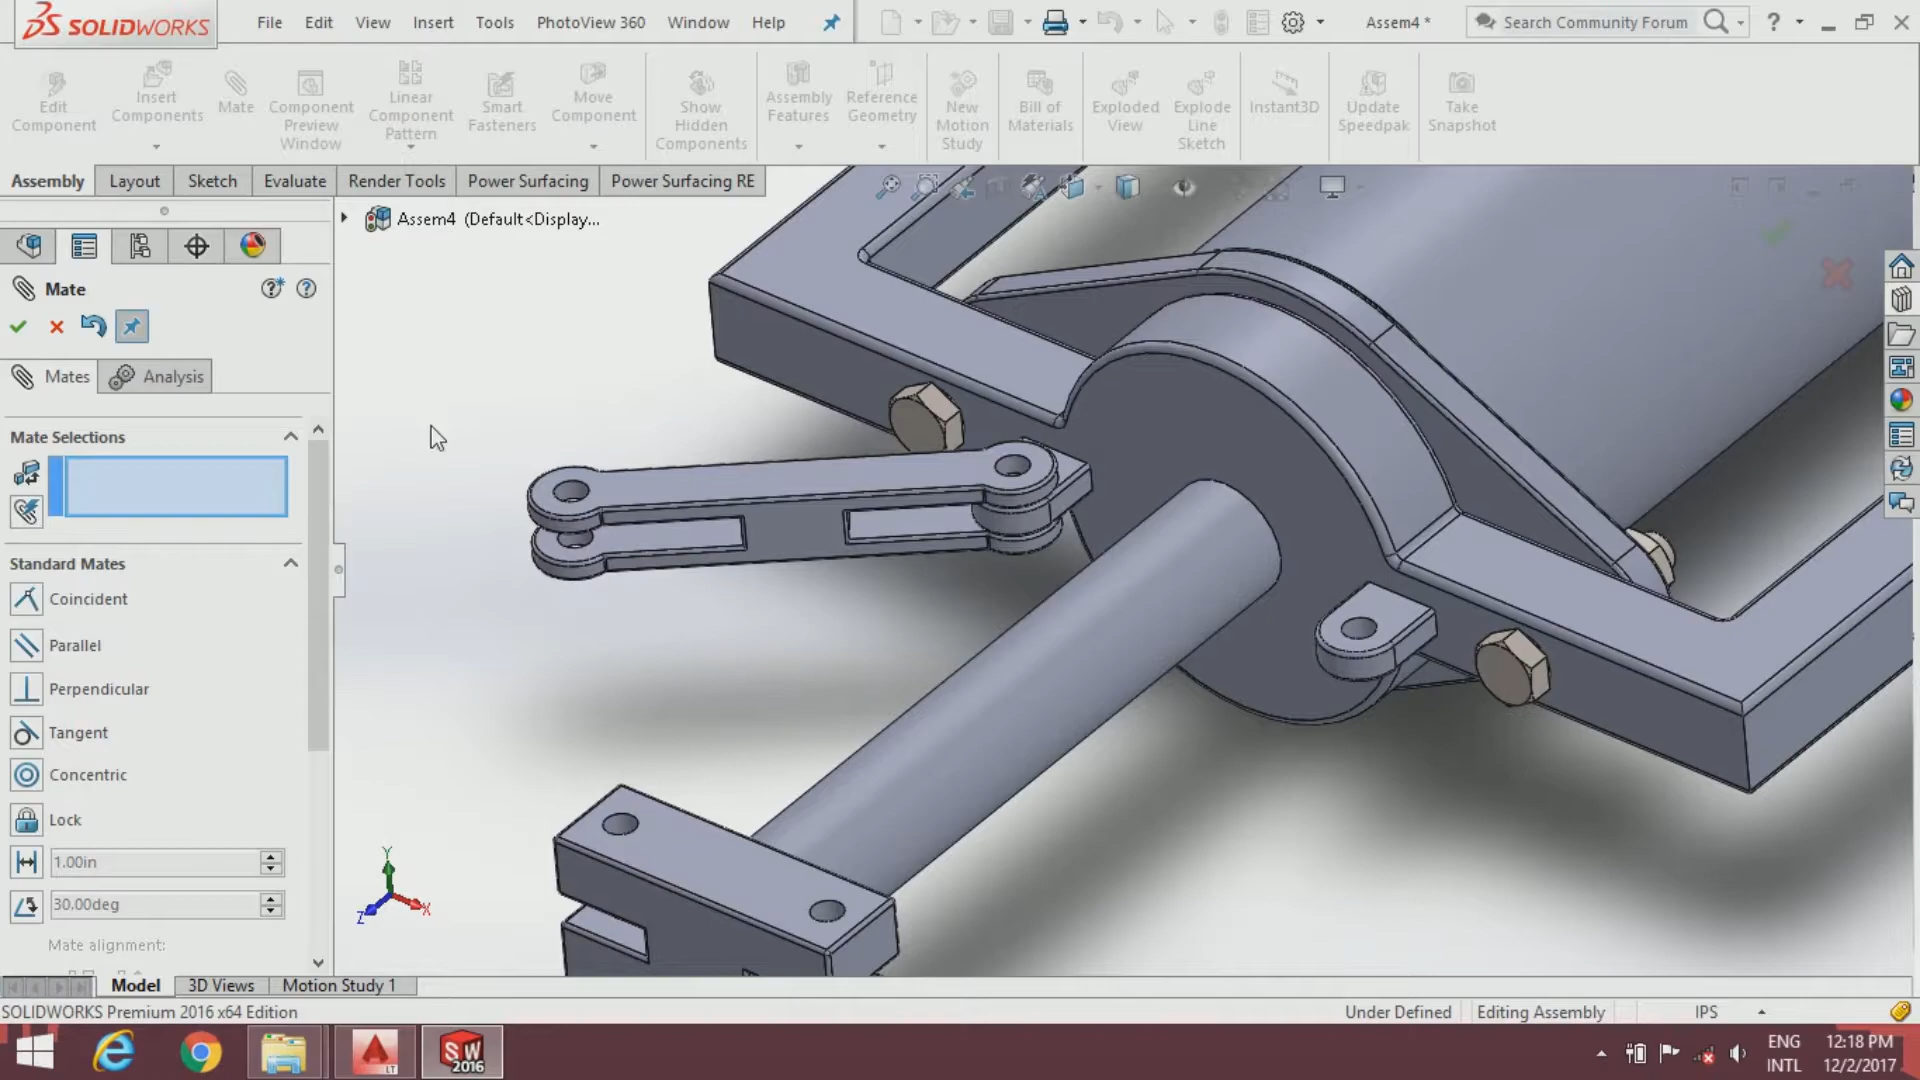 SOLIDWORKS
File Edit View Insert Tools PhotoView 360 Window Help
Assem4 *
Search Community Forum
?
Edit Component
Insert Components
Mate
Component Preview Window
Linear Component Pattern
Smart Fasteners
Move Component
Show Hidden Components
Assembly Features
Reference Geometry
New Motion Study
Bill of Materials
Exploded View
Explode Line Sketch
Instant3D
Update Speedpak
Take Snapshot
Assembly Layout Sketch Evaluate Render Tools Power Surfacing Power Surfacing RE
Assem4 (Default<Display...
Mate
Mates Analysis
Mate Selections
Standard Mates
Coincident
Parallel
Perpendicular
Tangent
Concentric
Lock
1.00in
30.00deg
Mate alignment:
Y
Z X
Model 3D Views Motion Study 1
SOLIDWORKS Premium 2016 x64 Edition
Under Defined Editing Assembly IPS
LT
SW 2016
ENG
INTL
12:18 PM
12/2/2017